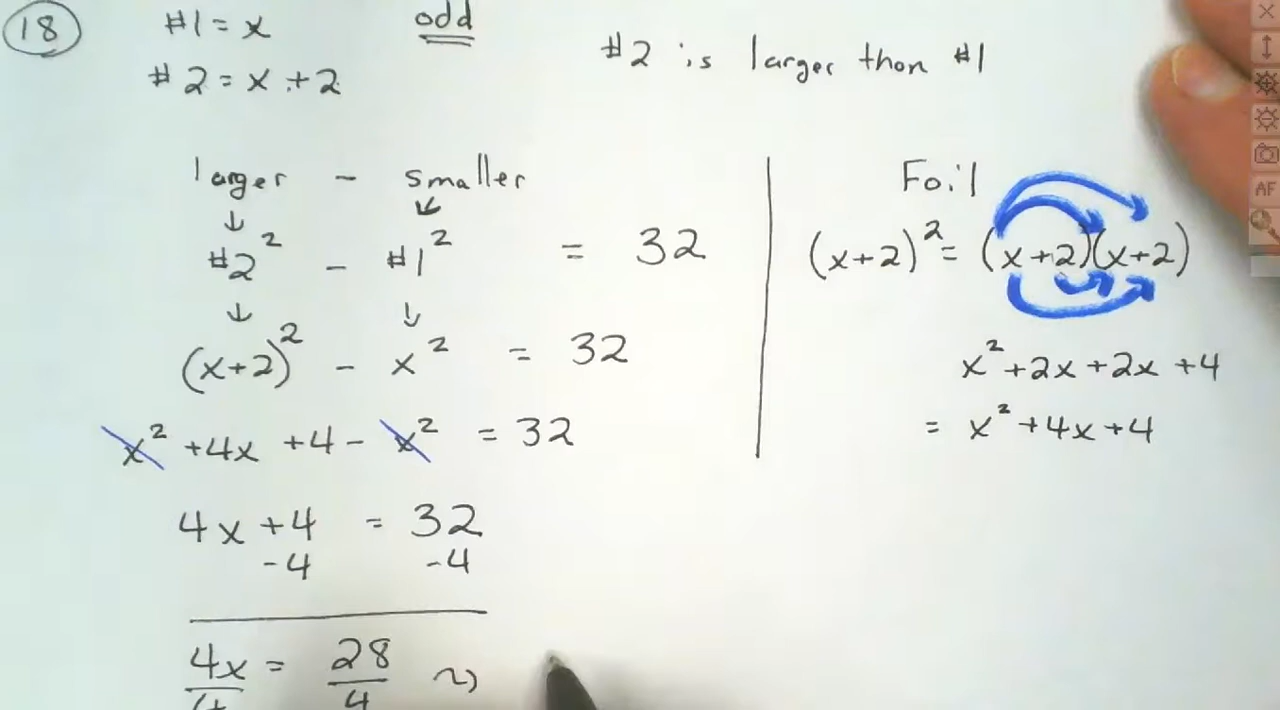 18 #1 = x odd
# 2 = x + 2 #2 is larger than #1
larger - smaller
↓ ↙
#2² - #1² = 32
↓ ↓
(x+2)² - x² = 32
x² + 4x + 4 - x² = 32
4x + 4 = 32
-4 -4
4x = 28
4 4
Foil
(x+2)² = (x+2)(x+2)
x² + 2x + 2x + 4
= x² + 4x + 4
AF